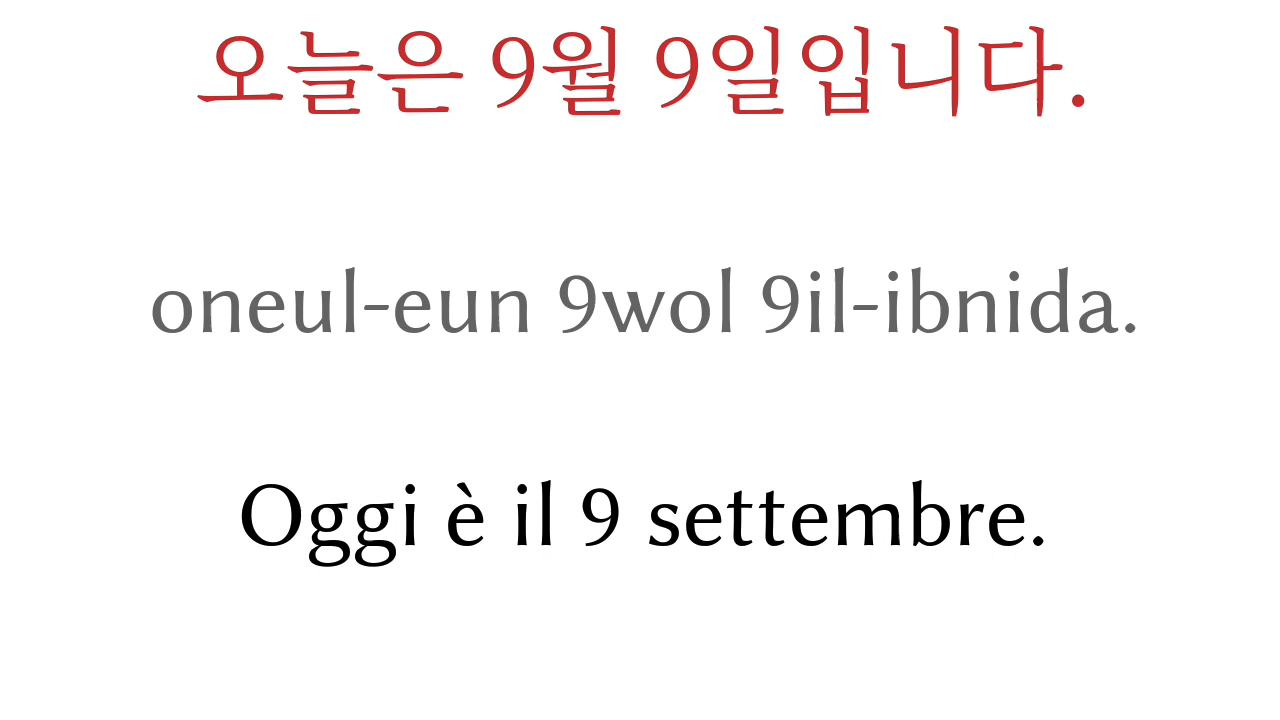 오늘은 9월 9일입니다.
oneul-eun 9wol 9il-ibnida.
Oggi è il 9 settembre.